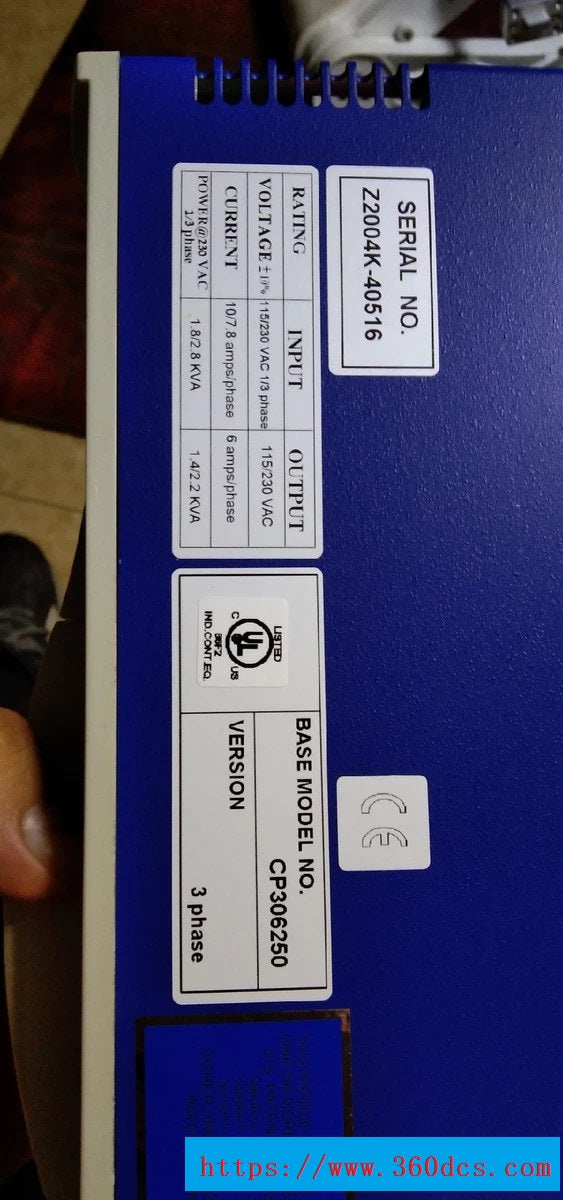 SERIAL NO.
Z2004K-40516
RATING INPUT OUTPUT
VOLTAGE ±10% 115/230 VAC 1/3 phase 115/230 VAC
CURRENT 10/7.8 amps/phase 6 amps/phase
POWER@230 VAC 1.8/2.8 KVA 1.4/2.2 KVA
1/3 phase
LISTED
C UL US
IND.CONT.EQ.
BASE MODEL NO.
CP306250
VERSION
3 phase
CE
https://www.360dcs.com